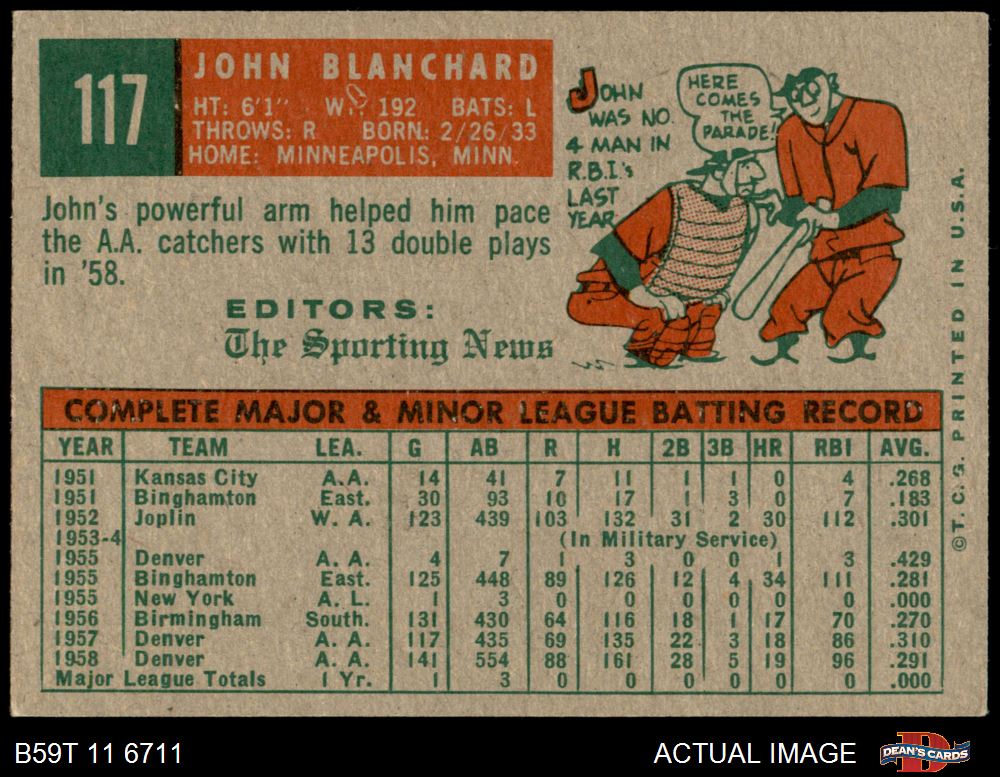 117
JOHN BLANCHARD
HT: 6'1" WT: 192 BATS: L
THROWS: R BORN: 2/26/33
HOME: MINNEAPOLIS, MINN.
John's powerful arm helped him pace
the A.A. catchers with 13 double plays
in '58.
EDITORS:
The Sporting News
JOHN
WAS NO.
4 MAN IN
R.B.I.'s
LAST
YEAR
HERE
COMES
THE
PARADE!
COMPLETE MAJOR & MINOR LEAGUE BATTING RECORD
YEAR TEAM LEA. G AB R H 2B 3B HR RBI AVG.
1951 Kansas City A.A. 14 41 7 11 1 1 0 4 .268
1951 Binghamton East. 30 93 10 17 1 3 0 7 .183
1952 Joplin W. A. 123 439 103 132 31 2 30 112 .301
1953-4 (In Military Service)
1955 Denver A. A. 4 7 1 3 0 0 1 3 .429
1955 Binghamton East. 125 448 89 126 12 4 34 111 .281
1955 New York A. L. 1 3 0 0 0 0 0 0 .000
1956 Birmingham South. 131 430 64 116 18 1 17 70 .270
1957 Denver A. A. 117 435 69 135 22 3 18 86 .310
1958 Denver A. A. 141 554 88 161 28 5 19 96 .291
Major League Totals 1 Yr. 1 3 0 0 0 0 0 0 .000
©T. C. G. PRINTED IN U.S.A.
B59T 11 6711
ACTUAL IMAGE
DEAN'S CARDS